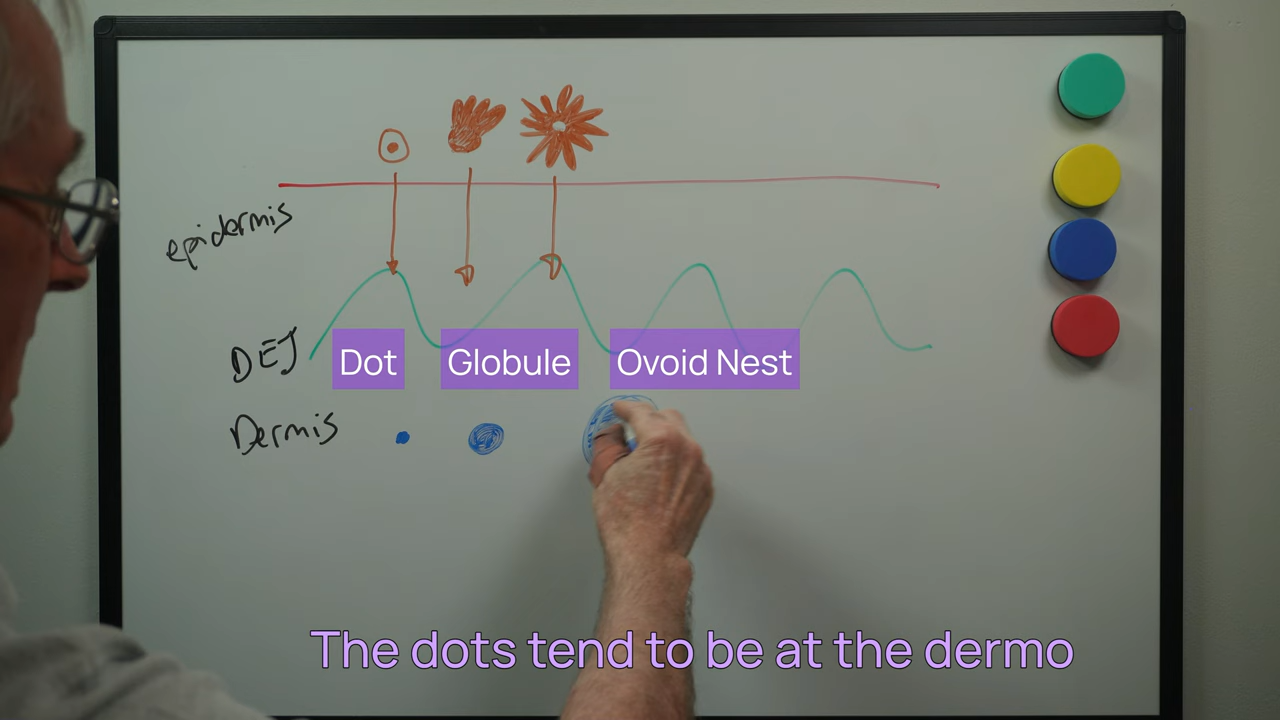 epidermis
DEJ
Dot
Globule
Ovoid Nest
Dermis
The dots tend to be at the dermo